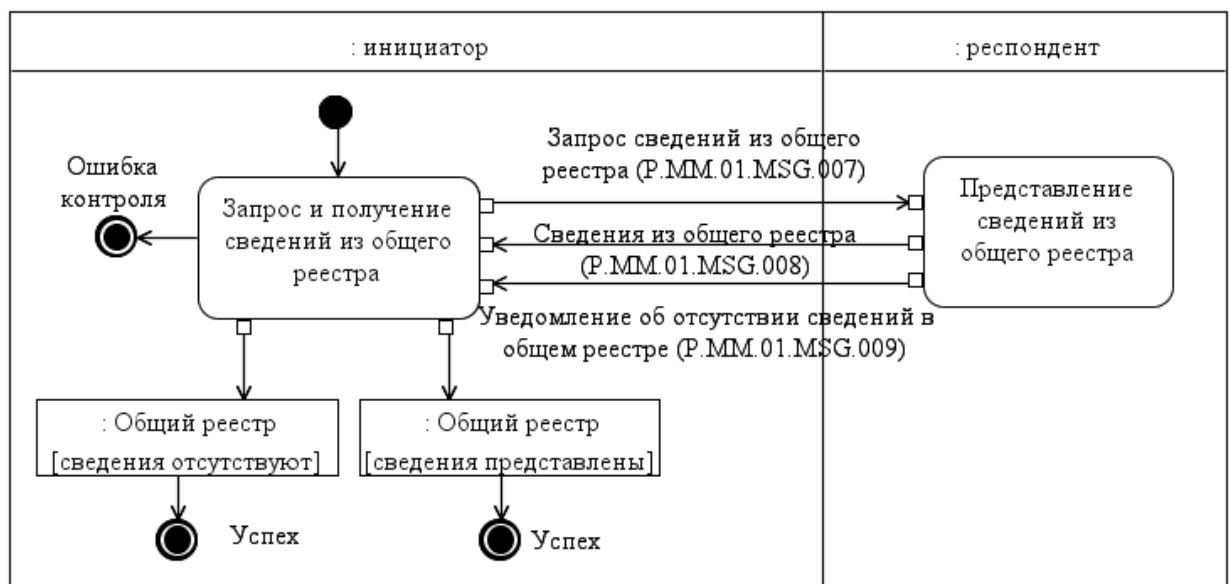 : инициатор
: респондент
Ошибка
контроля
Запрос и получение
сведений из общего
реестра
Запрос сведений из общего
реестра (P.MM.01.MSG.007)
Сведения из общего реестра
(P.MM.01.MSG.008)
Уведомление об отсутствии сведений в
общем реестре (P.MM.01.MSG.009)
Представление
сведений из
общего реестра
: Общий реестр
[сведения отсутствуют]
: Общий реестр
[сведения представлены]
Успех
Успех